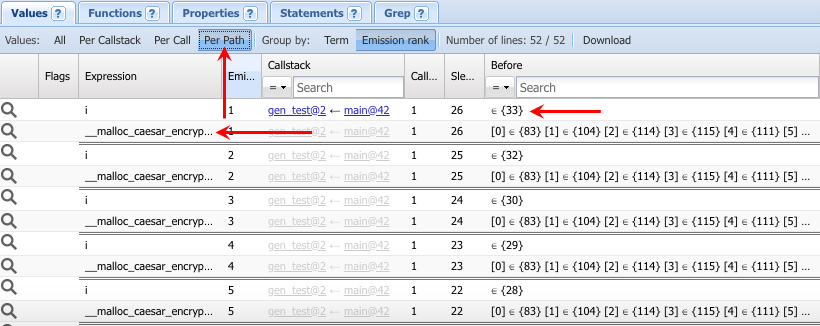 Values ? Functions ? Properties ? Statements ? Grep ?
Values: All Per Callstack Per Call Per Path Group by: Term Emission rank Number of lines: 52 / 52 Download
Flags Expression Emi... Callstack Call... Sle... Before
= Search = Search
i 1 gen_test@2 ← main@42 1 26 ∈ {33}
__malloc_caesar_encryp... 1 gen_test@2 ← main@42 1 26 [0] ∈ {83} [1] ∈ {104} [2] ∈ {114} [3] ∈ {115} [4] ∈ {111} [5] ...
i 2 gen_test@2 ← main@42 1 25 ∈ {32}
__malloc_caesar_encryp... 2 gen_test@2 ← main@42 1 25 [0] ∈ {83} [1] ∈ {104} [2] ∈ {114} [3] ∈ {115} [4] ∈ {111} [5] ...
i 3 gen_test@2 ← main@42 1 24 ∈ {30}
__malloc_caesar_encryp... 3 gen_test@2 ← main@42 1 24 [0] ∈ {83} [1] ∈ {104} [2] ∈ {114} [3] ∈ {115} [4] ∈ {111} [5] ...
i 4 gen_test@2 ← main@42 1 23 ∈ {29}
__malloc_caesar_encryp... 4 gen_test@2 ← main@42 1 23 [0] ∈ {83} [1] ∈ {104} [2] ∈ {114} [3] ∈ {115} [4] ∈ {111} [5] ...
i 5 gen_test@2 ← main@42 1 22 ∈ {28}
__malloc_caesar_encryp... 5 gen_test@2 ← main@42 1 22 [0] ∈ {83} [1] ∈ {104} [2] ∈ {114} [3] ∈ {115} [4] ∈ {111} [5] ...